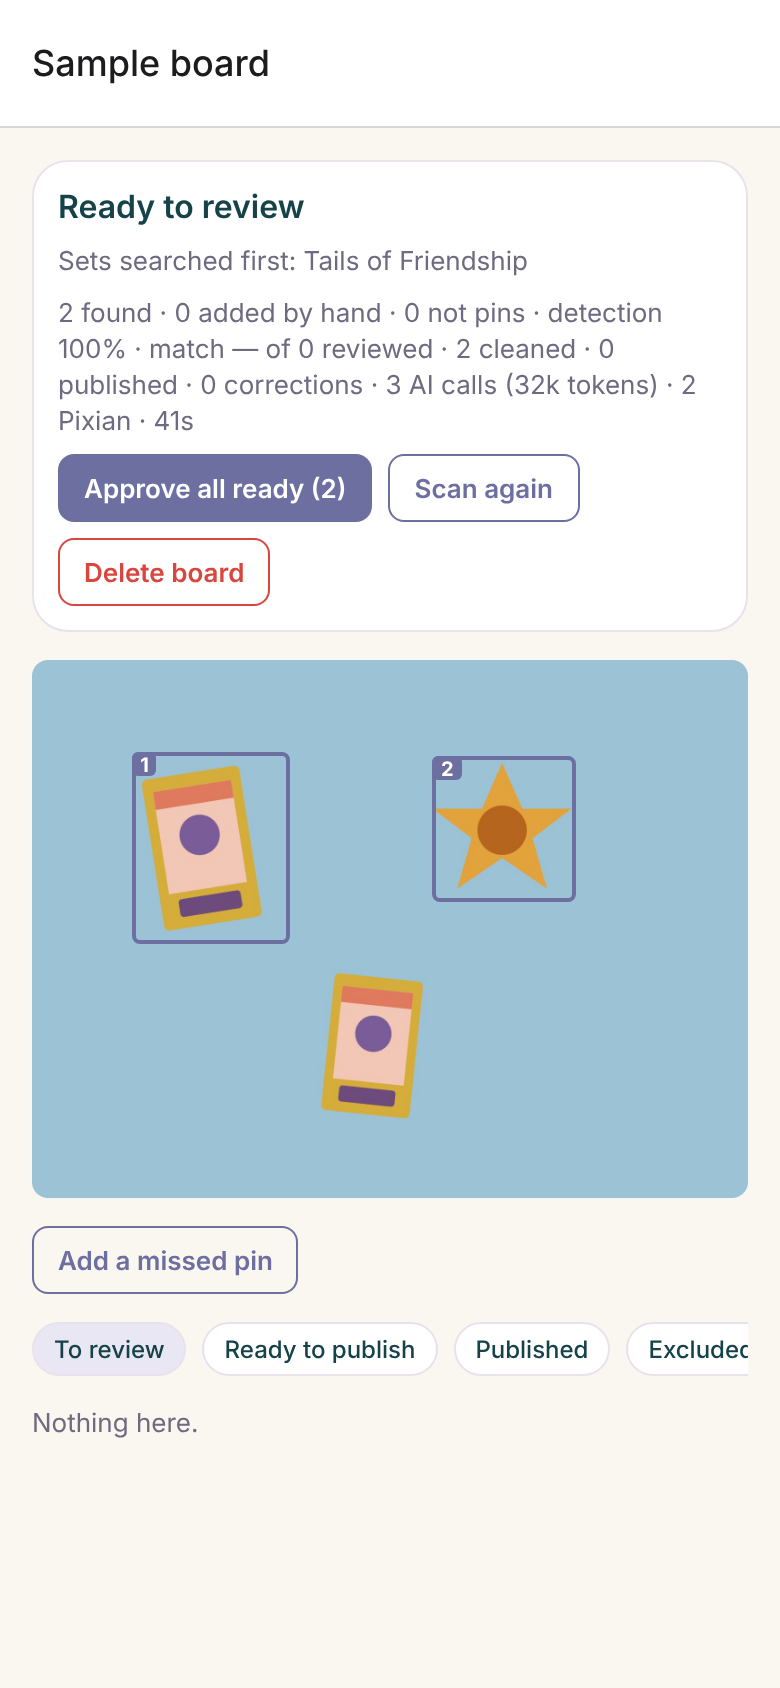 Sample board
Ready to review
Sets searched first: Tails of Friendship
2 found · 0 added by hand · 0 not pins · detection
100% · match — of 0 reviewed · 2 cleaned · 0
published · 0 corrections · 3 AI calls (32k tokens) · 2
Pixian · 41s
Approve all ready (2)
Scan again
Delete board
1
2
Add a missed pin
To review
Ready to publish
Published
Excluded
Nothing here.